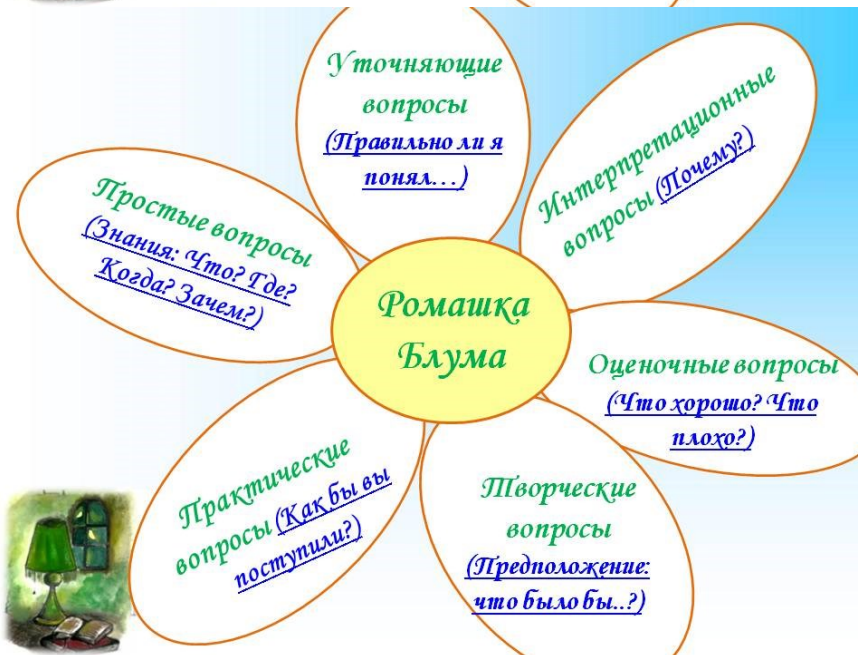 Уточняющие
вопросы
(Правильно ли я
понял...)
Интерпретационные
вопросы (Почему?)
Простые вопросы
(Знания: Что? Где?
Когда? Зачем?)
Ромашка
Блума
Оценочные вопросы
(Что хорошо? Что
плохо?)
Практические
вопросы (Как бы вы
поступили?)
Творческие
вопросы
(Предположение:
что было бы..?)